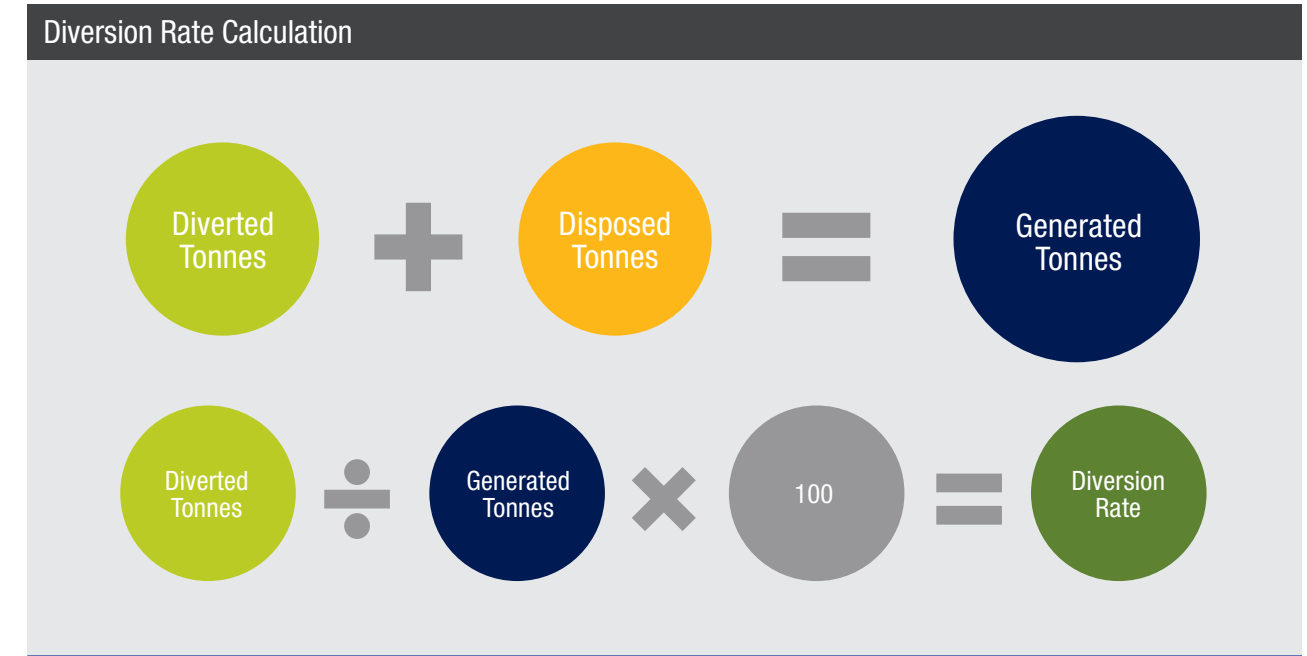 Diversion Rate Calculation
Diverted
Tonnes
Disposed
Tonnes
Generated
Tonnes
Diverted
Tonnes
Generated
Tonnes
100
Diversion
Rate